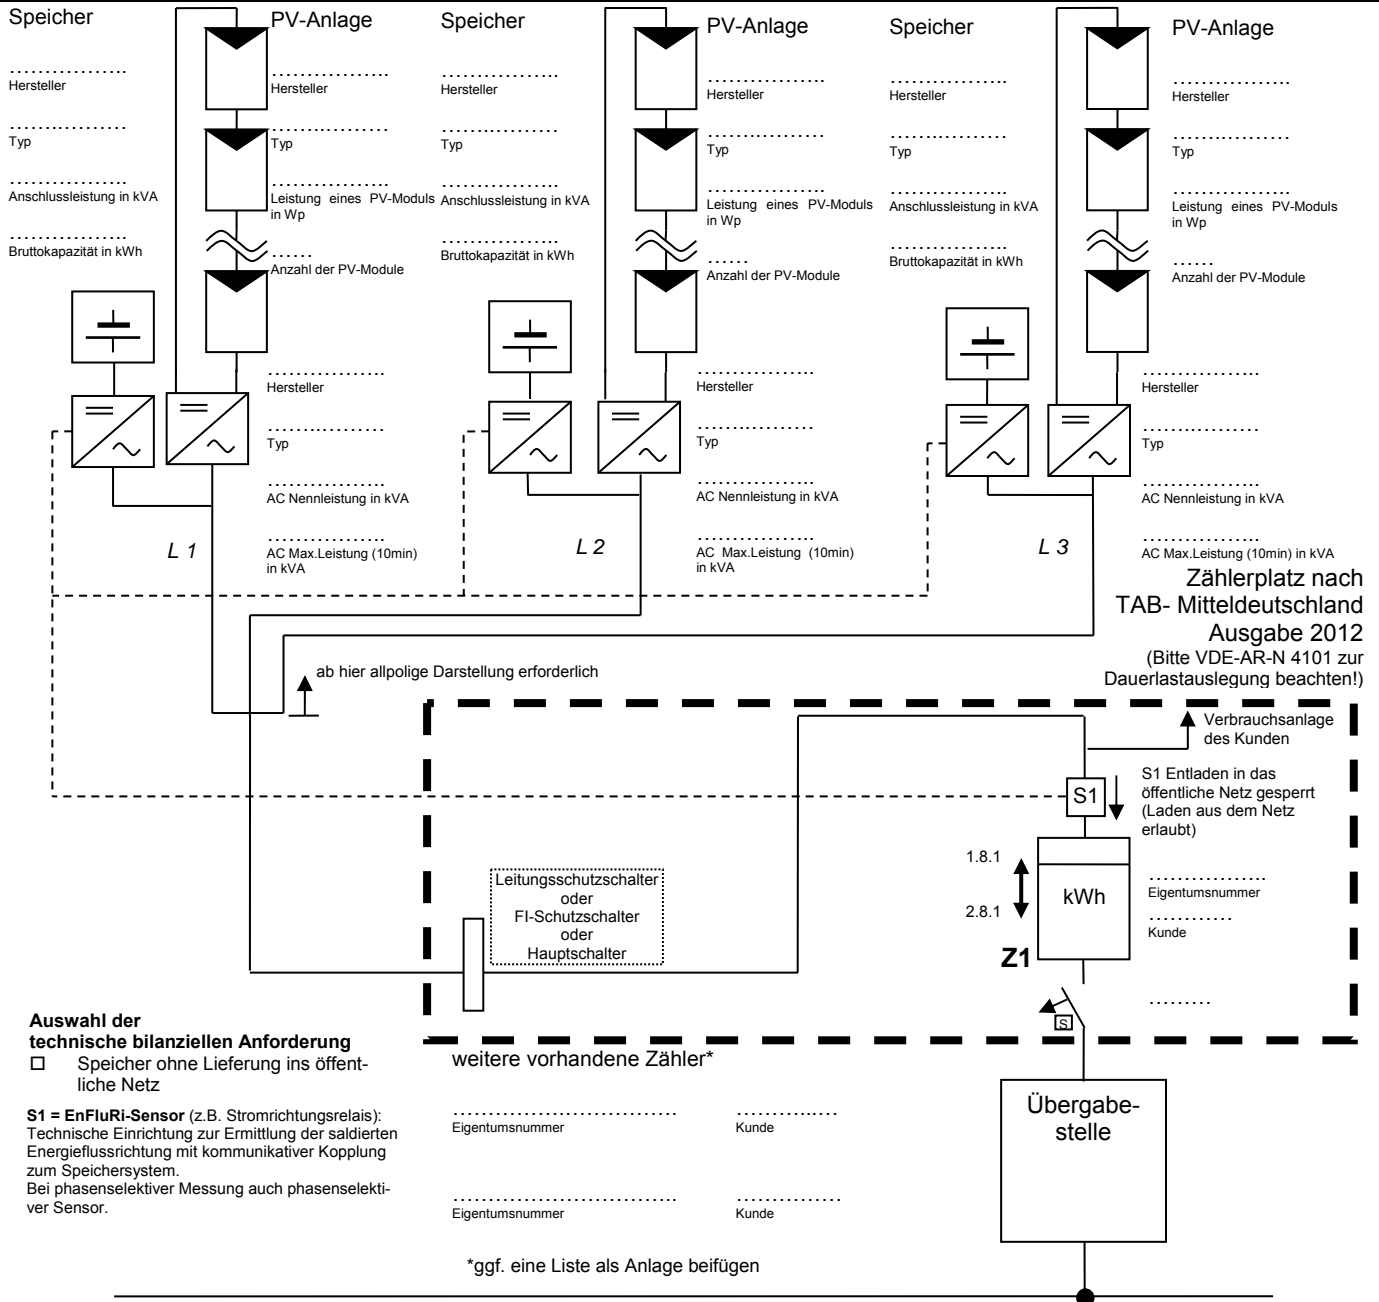 Speicher
PV-Anlage
Speicher
PV-Anlage
Speicher
PV-Anlage
Hersteller
Hersteller
Hersteller
Hersteller
Hersteller
Hersteller
Typ
Typ
Typ
Typ
Typ
Typ
Anschlussleistung in kVA
Leistung eines PV-Moduls
in Wp
Anschlussleistung in kVA
Leistung eines PV-Moduls
in Wp
Anschlussleistung in kVA
Leistung eines PV-Moduls
in Wp
Bruttokapazität in kWh
Anzahl der PV-Module
Bruttokapazität in kWh
Anzahl der PV-Module
Bruttokapazität in kWh
Anzahl der PV-Module
Hersteller
Hersteller
Hersteller
Typ
Typ
Typ
AC Nennleistung in kVA
AC Nennleistung in kVA
AC Nennleistung in kVA
L 1
AC Max.Leistung (10min)
in kVA
L 2
AC Max.Leistung (10min)
in kVA
L 3
AC Max.Leistung (10min) in kVA
Zählerplatz nach
TAB- Mitteldeutschland
Ausgabe 2012
(Bitte VDE-AR-N 4101 zur
Dauerlastauslegung beachten!)
ab hier allpolige Darstellung erforderlich
Verbrauchsanlage
des Kunden
S1
S1 Entladen in das
öffentliche Netz gesperrt
(Laden aus dem Netz
erlaubt)
1.8.1
2.8.1
kWh
Z1
Eigentumsnummer
Kunde
Leitungsschutzschalter
oder
FI-Schutzschalter
oder
Hauptschalter
S
Auswahl der
technische bilanziellen Anforderung
☐ Speicher ohne Lieferung ins öffent-
liche Netz
S1 = EnFluRi-Sensor (z.B. Stromrichtungsrelais):
Technische Einrichtung zur Ermittlung der saldierten
Energieflussrichtung mit kommunikativer Kopplung
zum Speichersystem.
Bei phasenselektiver Messung auch phasenselekti-
ver Sensor.
weitere vorhandene Zähler*
Eigentumsnummer
Kunde
Eigentumsnummer
Kunde
*ggf. eine Liste als Anlage beifügen
Übergabe-
stelle